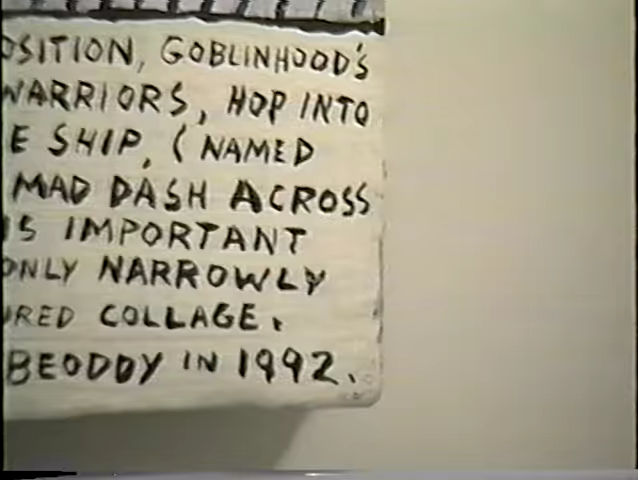 OSITION, GOBLINHOOD'S
WARRIORS, HOP INTO
E SHIP, (NAMED
MAD DASH ACROSS
IS IMPORTANT
ONLY NARROWLY
URED COLLAGE.
BEODDY IN 1992.